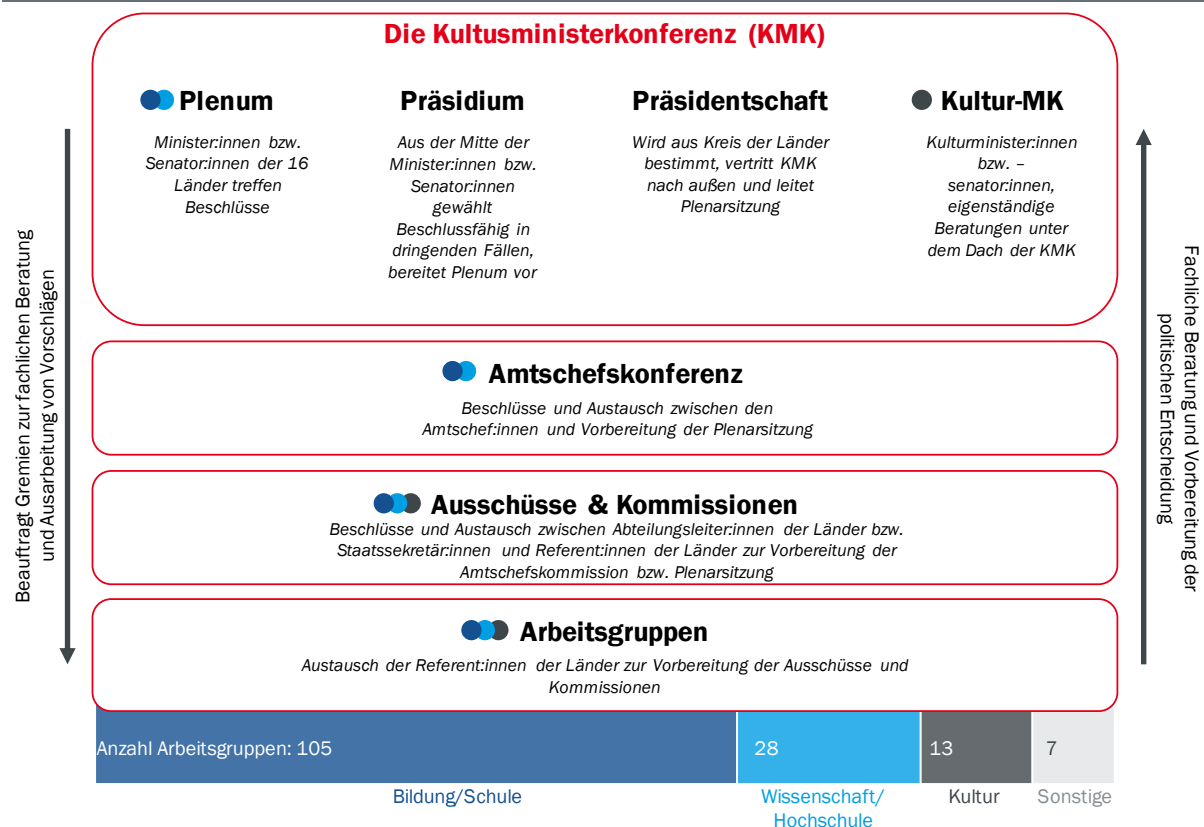 Die Kultusministerkonferenz (KMK)
Plenum
Minister:innen bzw.
Senator:innen der 16
Länder treffen
Beschlüsse
Präsidium
Aus der Mitte der
Minister:innen bzw.
Senator:innen
gewählt
Beschlussfähig in
dringenden Fällen,
bereitet Plenum vor
Präsidentschaft
Wird aus Kreis der Länder
bestimmt, vertritt KMK
nach außen und leitet
Plenarsitzung
Kultur-MK
Kulturminister:innen
bzw. –
senator:innen,
eigenständige
Beratungen unter
dem Dach der KMK
Beauftragt Gremien zur fachlichen Beratung
und Ausarbeitung von Vorschlägen
Fachliche Beratung und Vorbereitung der
politischen Entscheidung
Amtschefskonferenz
Beschlüsse und Austausch zwischen den
Amtschef:innen und Vorbereitung der Plenarsitzung
Ausschüsse & Kommissionen
Beschlüsse und Austausch zwischen Abteilungsleiter:innen der Länder bzw.
Staatssekretär:innen und Referent:innen der Länder zur Vorbereitung der
Amtschefskommission bzw. Plenarsitzung
Arbeitsgruppen
Austausch der Referent:innen der Länder zur Vorbereitung der Ausschüsse und
Kommissionen
Anzahl Arbeitsgruppen: 105
28
13
7
Bildung/Schule
Wissenschaft/
Hochschule
Kultur
Sonstige